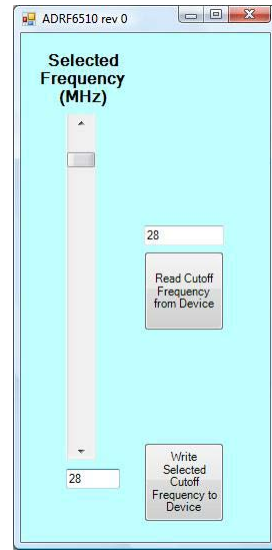 ADRF6510 rev 0
Selected
Frequency
(MHz)
28
Read Cutoff
Frequency
from Device
28
Write
Selected
Cutoff
Frequency to
Device